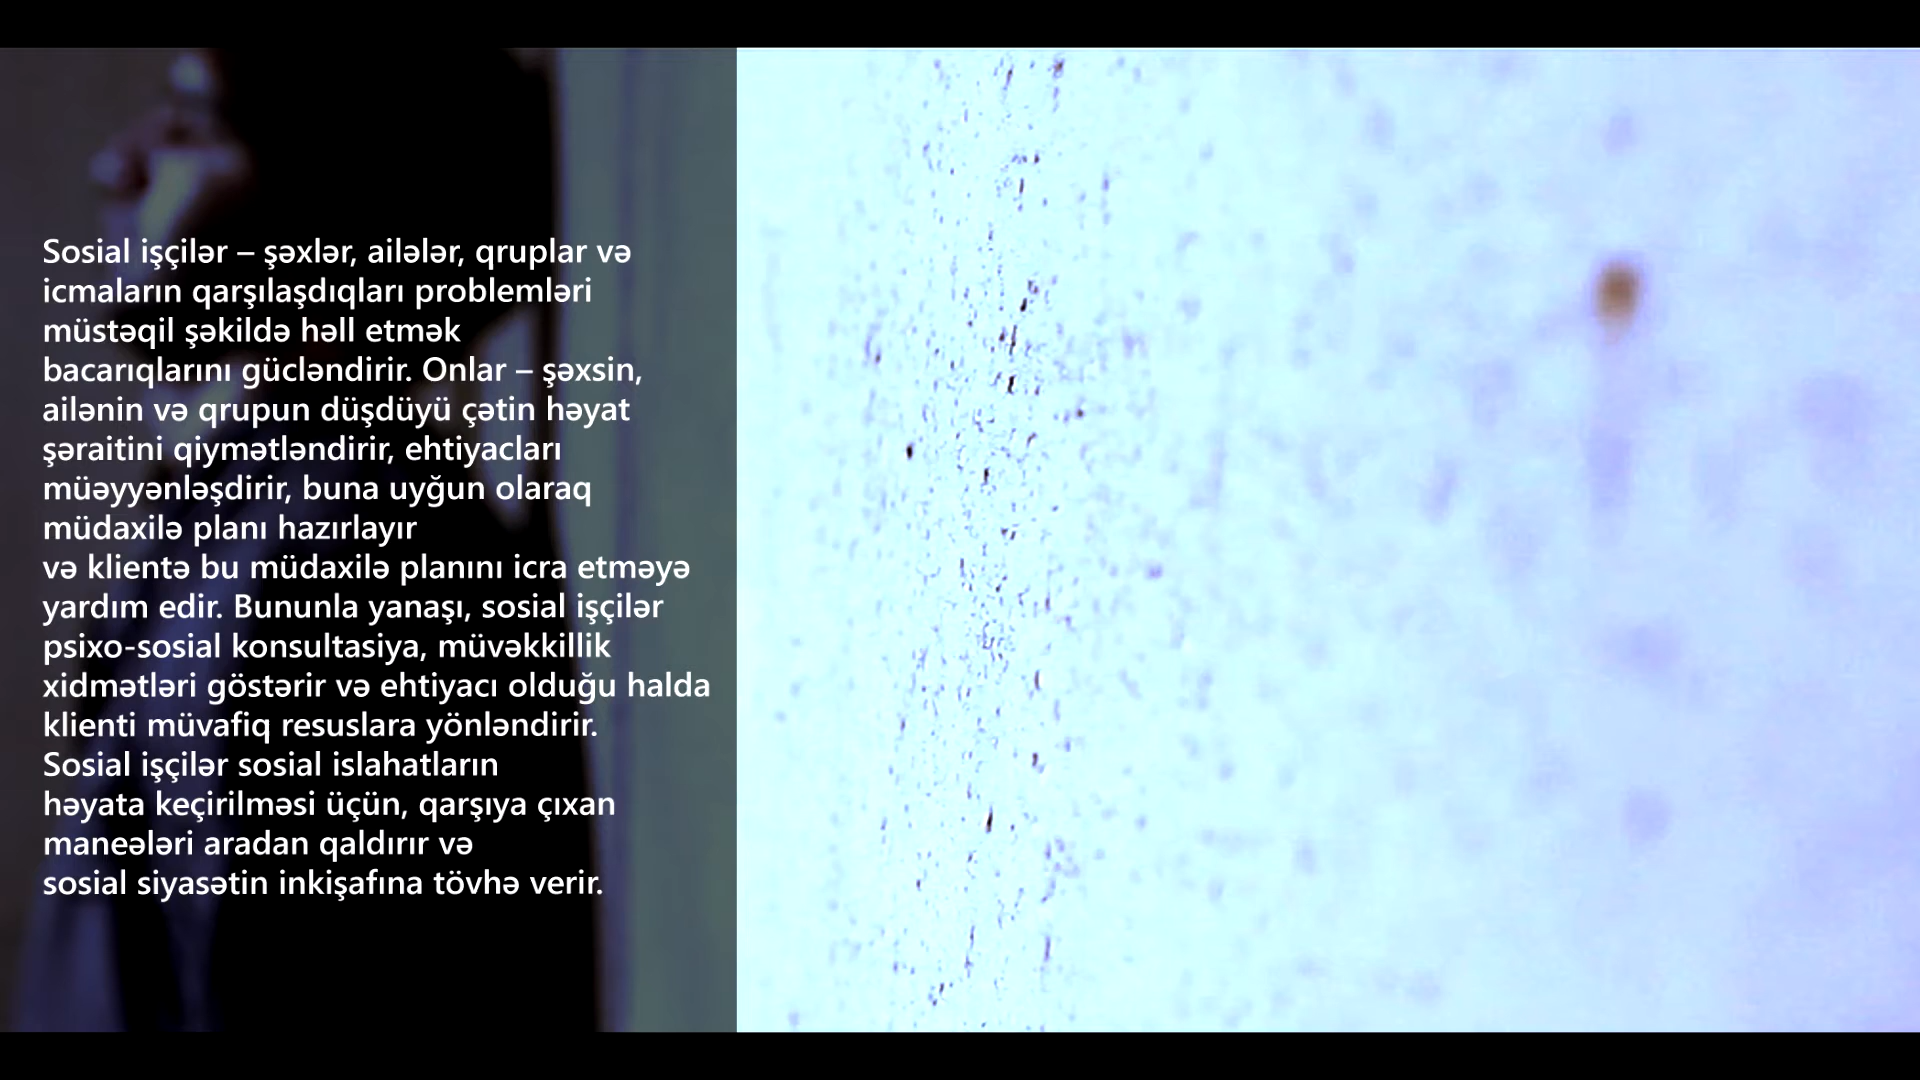 Sosial işçilər – şəxlər, ailələr, qruplar və
icmaların qarşılaşdıqları problemləri
müstəqil şəkildə həll etmək
bacarıqlarını gücləndirir. Onlar – şəxsin,
ailənin və qrupun düşdüyü çətin həyat
şəraitini qiymətləndirir, ehtiyacları
müəyyənləşdirir, buna uyğun olaraq
müdaxilə planı hazırlayır
və klientə bu müdaxilə planını icra etməyə
yardım edir. Bununla yanaşı, sosial işçilər
psixo-sosial konsultasiya, müvəkkillik
xidmətləri göstərir və ehtiyacı olduğu halda
klienti müvafiq resuslara yönləndirir.
Sosial işçilər sosial islahatların
həyata keçirilməsi üçün, qarşıya çıxan
maneələri aradan qaldırır və
sosial siyasətin inkişafına tövhə verir.